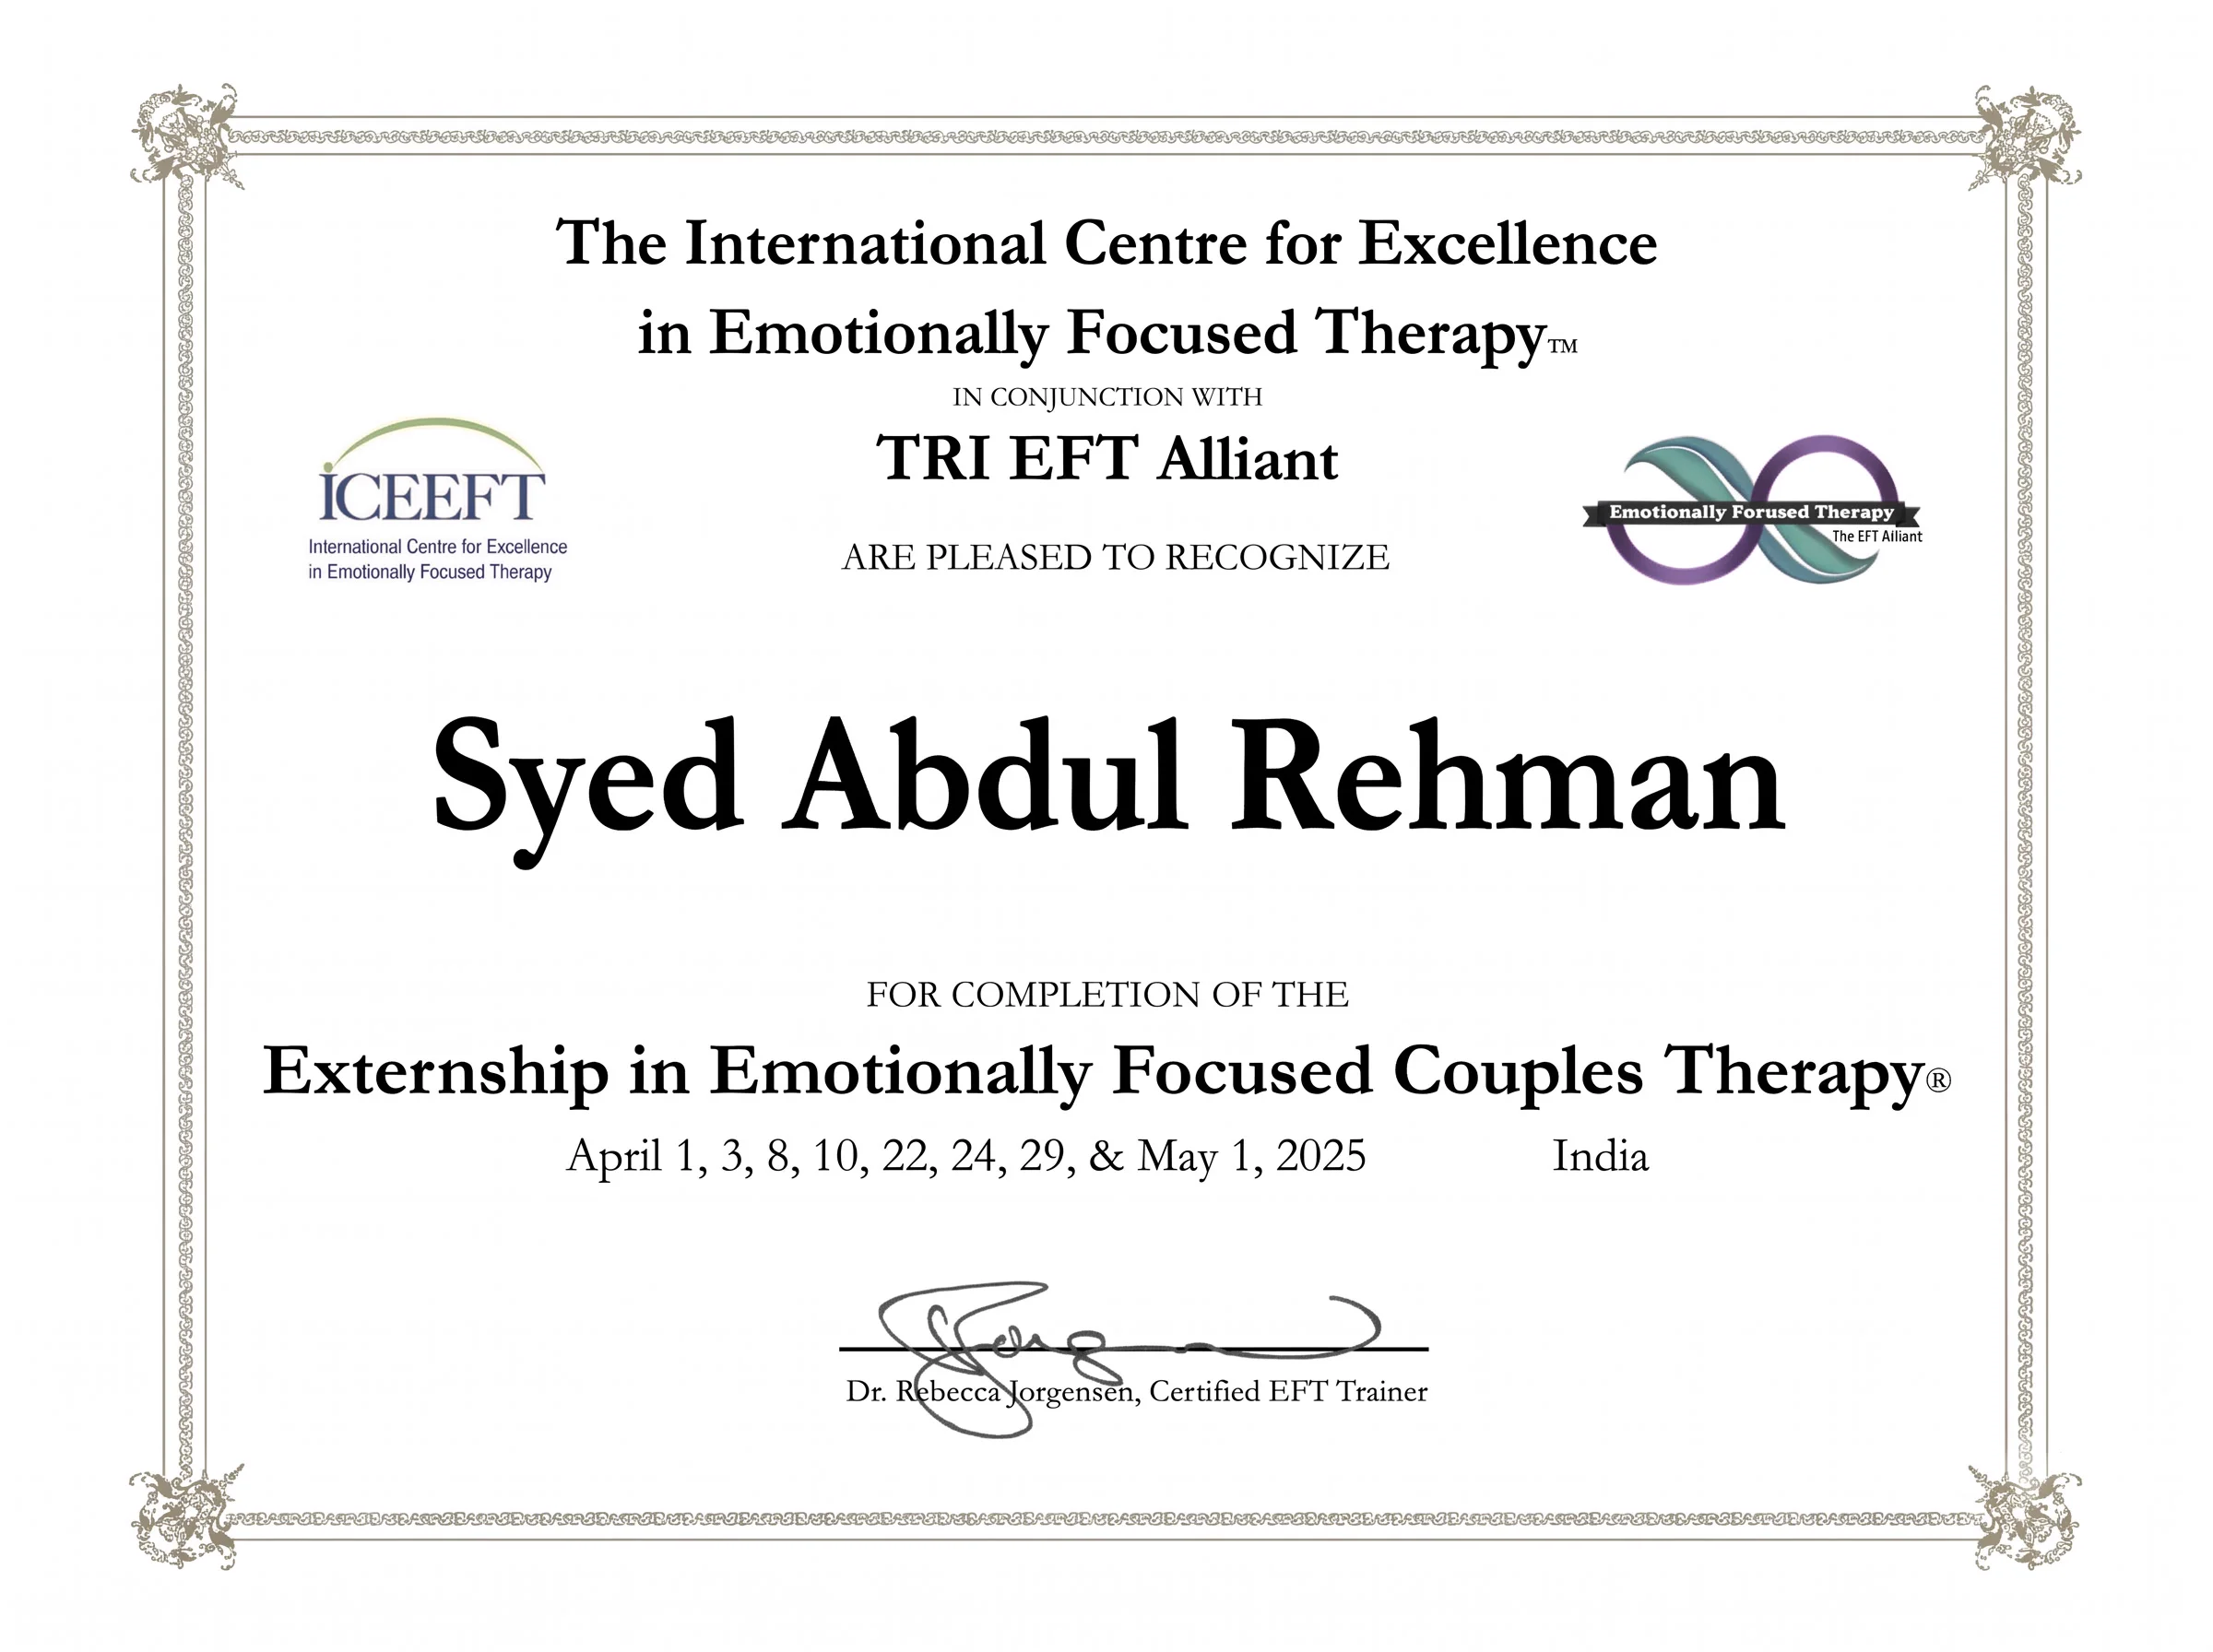 The International Centre for Excellence
in Emotionally Focused Therapy™
IN CONJUNCTION WITH
TRI EFT Alliant
ARE PLEASED TO RECOGNIZE
iCEEFT
International Centre for Excellence
in Emotionally Focused Therapy
Emotionally Forused Therapy
The EFT Alliant
Syed Abdul Rehman
FOR COMPLETION OF THE
Externship in Emotionally Focused Couples Therapy®
April 1, 3, 8, 10, 22, 24, 29, & May 1, 2025 India
Dr. Rebecca Jorgensen, Certified EFT Trainer